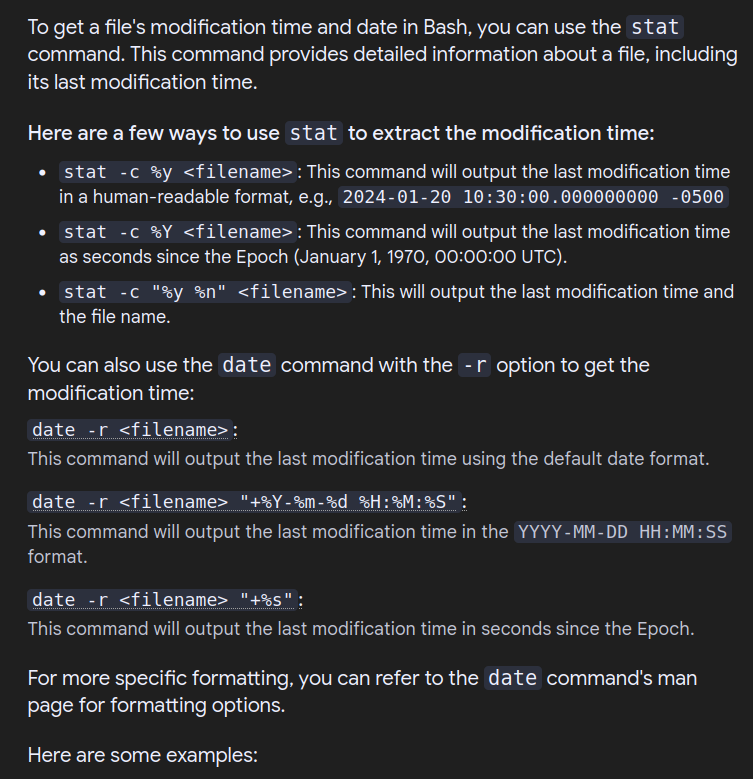 To get a file's modification time and date in Bash, you can use the stat
command. This command provides detailed information about a file, including
its last modification time.
Here are a few ways to use stat to extract the modification time:
• stat -c %y <filename>: This command will output the last modification time
in a human-readable format, e.g., 2024-01-20 10:30:00.000000000 -0500
• stat -c %Y <filename>: This command will output the last modification time
as seconds since the Epoch (January 1, 1970, 00:00:00 UTC).
• stat -c "%y %n" <filename>: This will output the last modification time and
the file name.
You can also use the date command with the -r option to get the
modification time:
date -r <filename>:
This command will output the last modification time using the default date format.
date -r <filename> "+%Y-%m-%d %H:%M:%S":
This command will output the last modification time in the YYYY-MM-DD HH:MM:SS
format.
date -r <filename> "+%s":
This command will output the last modification time in seconds since the Epoch.
For more specific formatting, you can refer to the date command's man
page for formatting options.
Here are some examples: